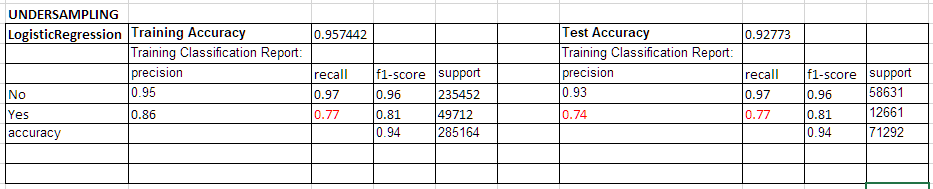 UNDERSAMPLING
LogisticRegression Training Accuracy 0.957442 Test Accuracy 0.92773
Training Classification Report: Training Classification Report:
precision recall f1-score support precision recall f1-score support
No 0.95 0.97 0.96 235452 0.93 0.97 0.96 58631
Yes 0.86 0.77 0.81 49712 0.74 0.77 0.81 12661
accuracy 0.94 285164 0.94 71292